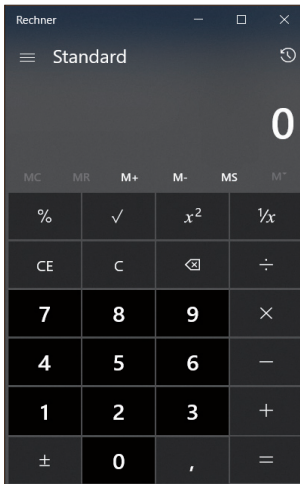 Rechner
Standard
0
MC MR M+ M- MS M˅
% √ x² ¹/x
CE C ÷
7 8 9 ×
4 5 6 −
1 2 3 +
± 0 , =